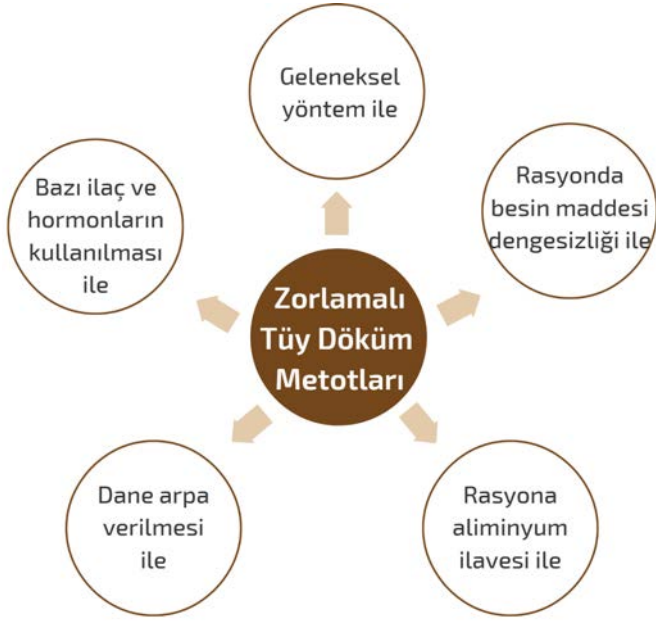 Geleneksel
yöntem ile
Rasyonda
besin maddesi
dengesizliği ile
Bazı ilaç ve
hormonların
kullanılması
ile
Zorlamalı
Tüy Döküm
Metotları
Dane arpa
verilmesi
ile
Rasyona
aliminyum
ilavesi ile